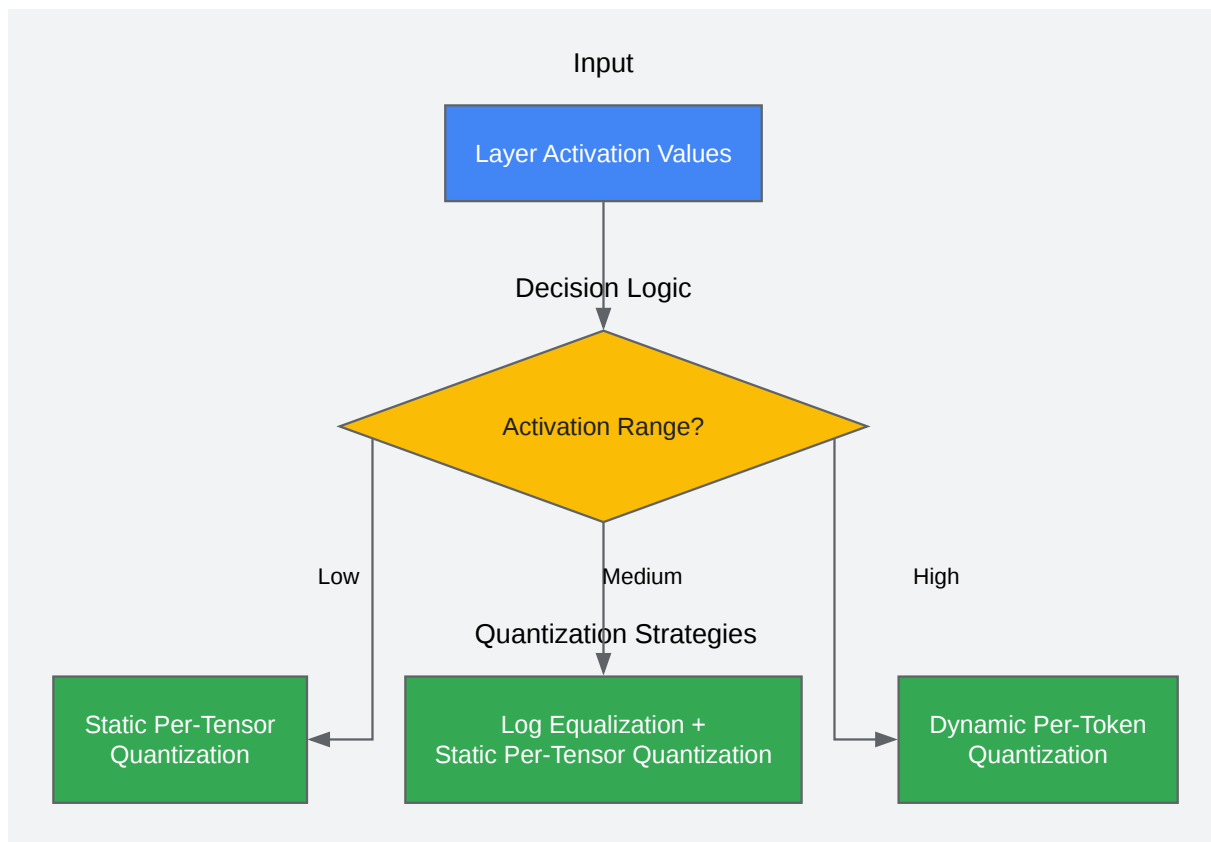 Input
Layer Activation Values
Decision Logic
Activation Range?
Low
Medium
High
Quantization Strategies
Static Per-Tensor
Quantization
Log Equalization +
Static Per-Tensor Quantization
Dynamic Per-Token
Quantization